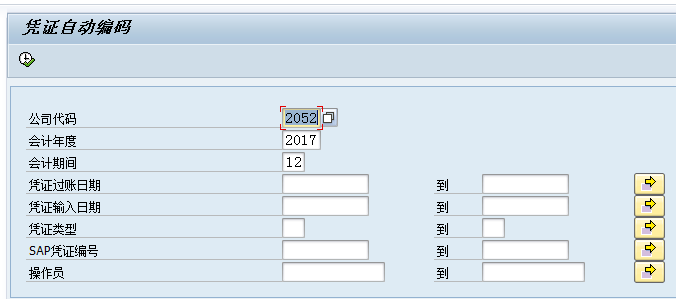 凭证自动编码
公司代码 2052
会计年度 2017
会计期间 12
凭证过账日期 到
凭证输入日期 到
凭证类型 到
SAP凭证编号 到
操作员 到